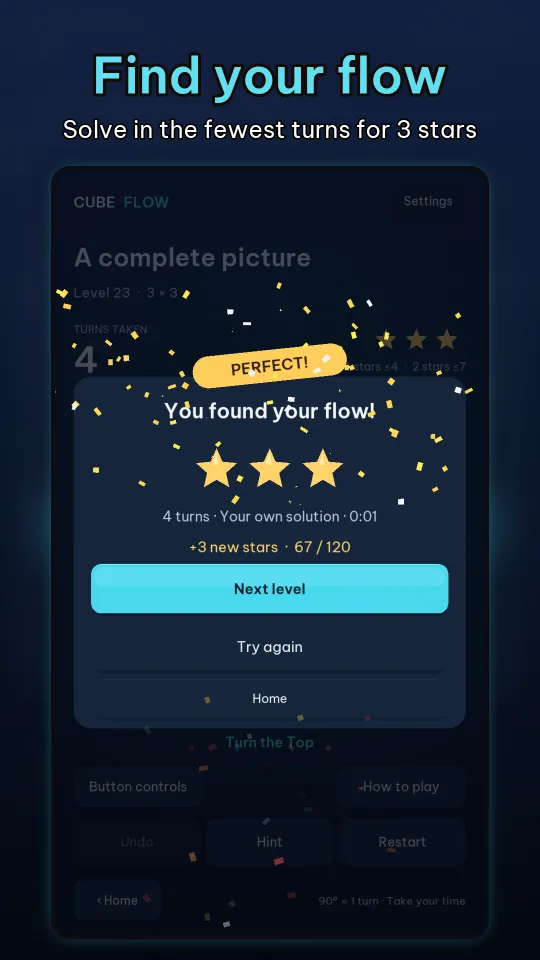 Find your flow
Solve in the fewest turns for 3 stars
CUBE FLOW
Settings
A complete picture
Level 23 · 3 × 3
TURNS TAKEN
4
stars ≤4 · 2 stars ≤7
PERFECT!
You found your flow!
4 turns · Your own solution · 0:01
+3 new stars · 67 / 120
Next level
Try again
Home
Turn the Top
Button controls
How to play
Undo
Hint
Restart
‹ Home
90° = 1 turn · Take your time